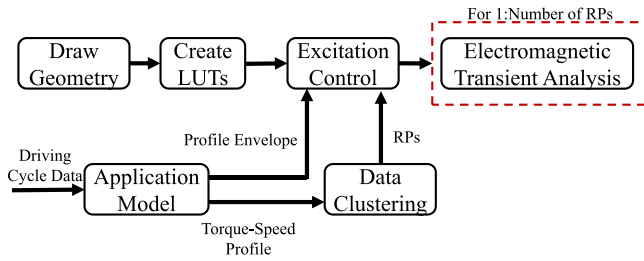 For 1:Number of RPs
Draw
Geometry
Create
LUTs
Excitation
Control
Electromagnetic
Transient Analysis
Profile Envelope
RPs
Driving
Cycle Data
Application
Model
Data
Clustering
Torque-Speed
Profile